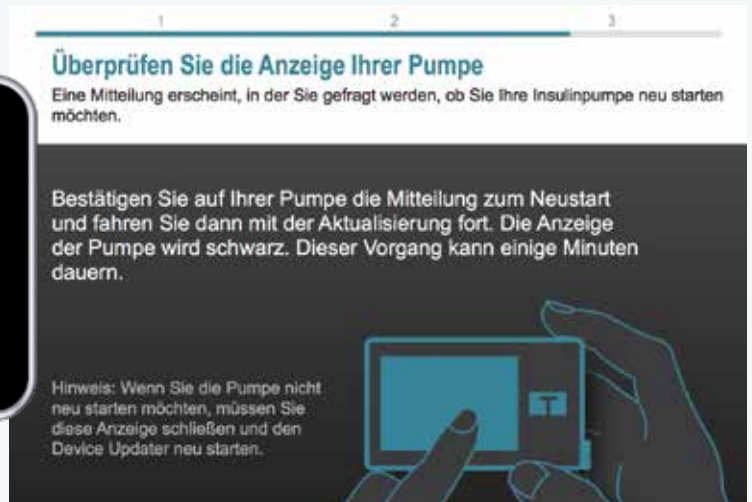 1 2 3
Überprüfen Sie die Anzeige Ihrer Pumpe
Eine Mitteilung erscheint, in der Sie gefragt werden, ob Sie Ihre Insulinpumpe neu starten
möchten.
Bestätigen Sie auf Ihrer Pumpe die Mitteilung zum Neustart
und fahren Sie dann mit der Aktualisierung fort. Die Anzeige
der Pumpe wird schwarz. Dieser Vorgang kann einige Minuten
dauern.
Hinweis: Wenn Sie die Pumpe nicht
neu starten möchten, müssen Sie
diese Anzeige schließen und den
Device Updater neu starten.
T